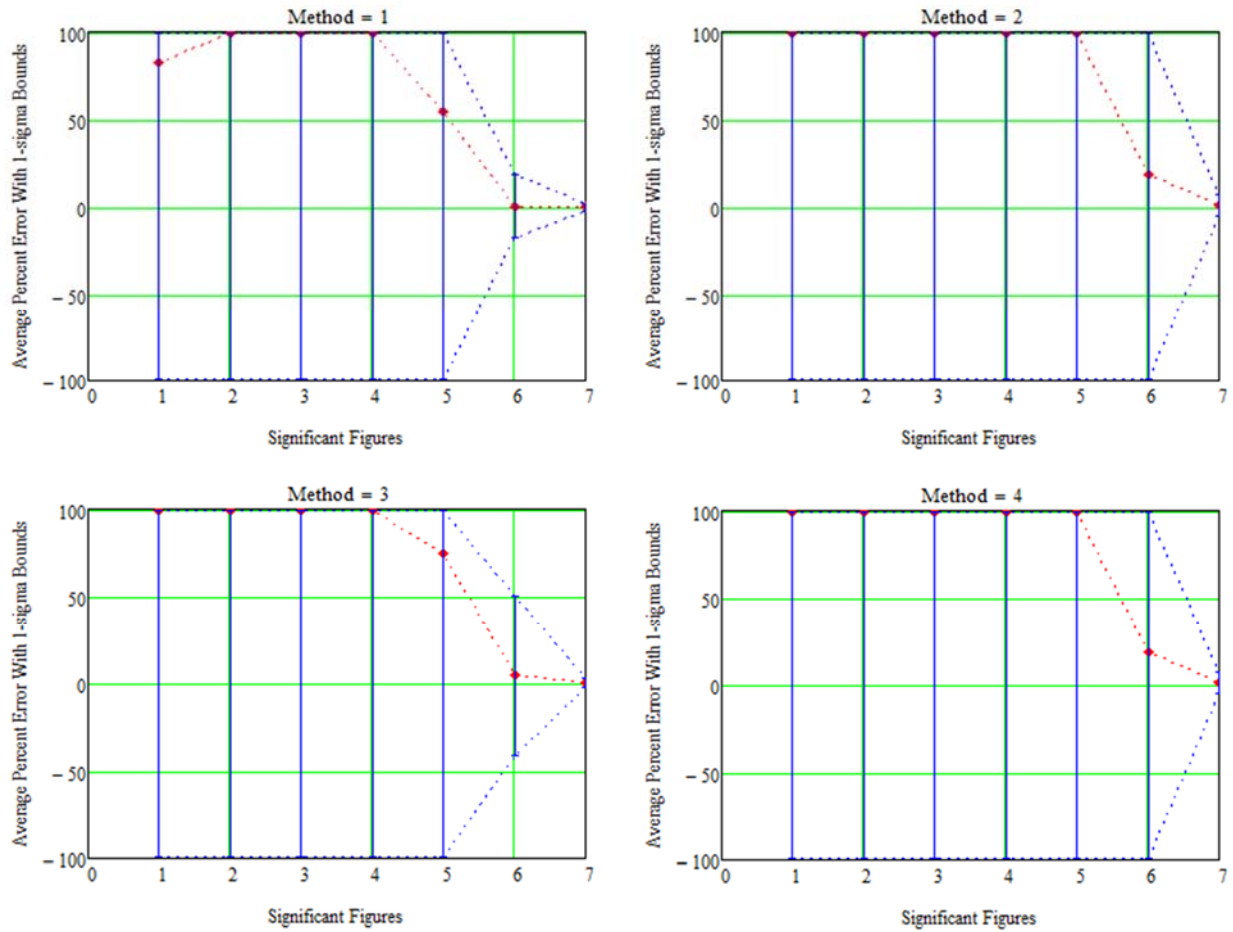 Method = 1
Average Percent Error With 1-sigma Bounds
100
50
0
− 50
− 100
0 1 2 3 4 5 6 7
Significant Figures
Method = 2
Average Percent Error With 1-sigma Bounds
100
50
0
− 50
− 100
0 1 2 3 4 5 6 7
Significant Figures
Method = 3
Average Percent Error With 1-sigma Bounds
100
50
0
− 50
− 100
0 1 2 3 4 5 6 7
Significant Figures
Method = 4
Average Percent Error With 1-sigma Bounds
100
50
0
− 50
− 100
0 1 2 3 4 5 6 7
Significant Figures